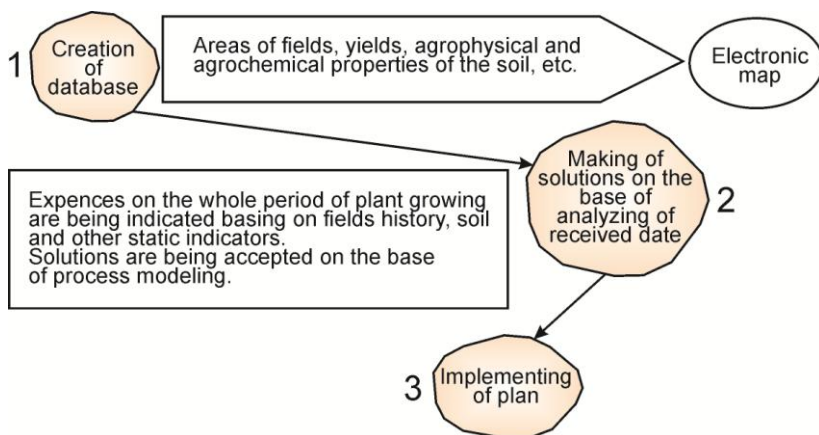 1
Creation
of
database
Areas of fields, yields, agrophysical and
agrochemical properties of the soil, etc.
Electronic
map
Making of
solutions on the
base of
analyzing of
received date
2
Expences on the whole period of plant growing
are being indicated basing on fields history, soil
and other static indicators.
Solutions are being accepted on the base
of process modeling.
3
Implementing
of plan